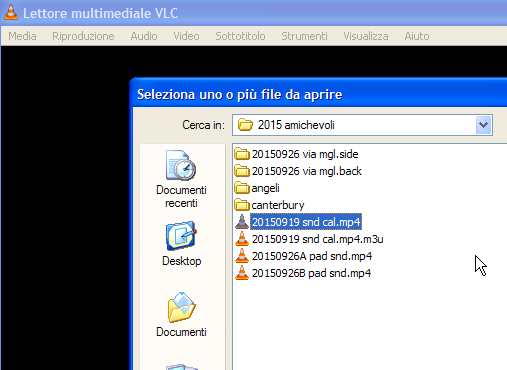 Lettore multimediale VLC
Media Riproduzione Audio Video Sottotitolo Strumenti Visualizza Aiuto
Seleziona uno o più file da aprire
Cerca in: 2015 amichevoli
Documenti recenti
Desktop
Documenti
20150926 via mgl.side
20150926 via mgl.back
angeli
canterbury
20150919 snd cal.mp4
20150919 snd cal.mp4.m3u
20150926A pad snd.mp4
20150926B pad snd.mp4